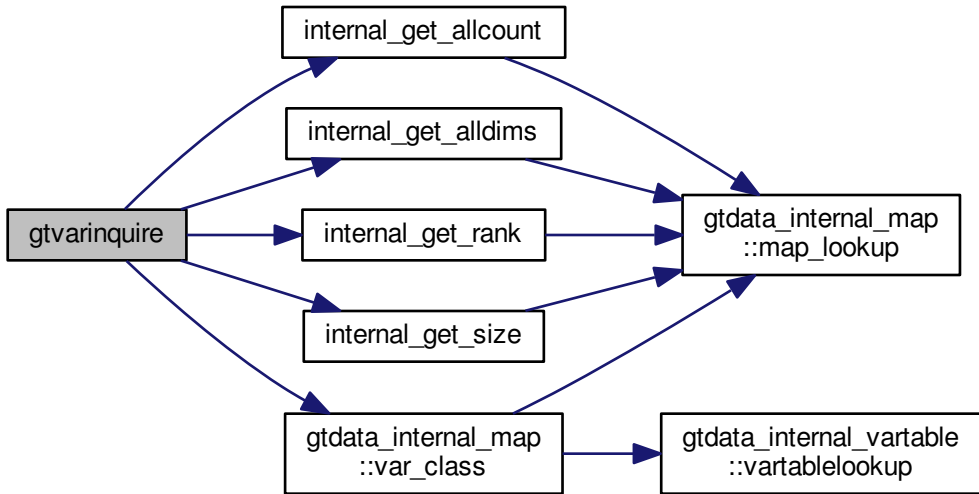 internal_get_allcount
internal_get_alldims
gtvarinquire
internal_get_rank
gtdata_internal_map
::map_lookup
internal_get_size
gtdata_internal_map
::var_class
gtdata_internal_vartable
::vartablelookup